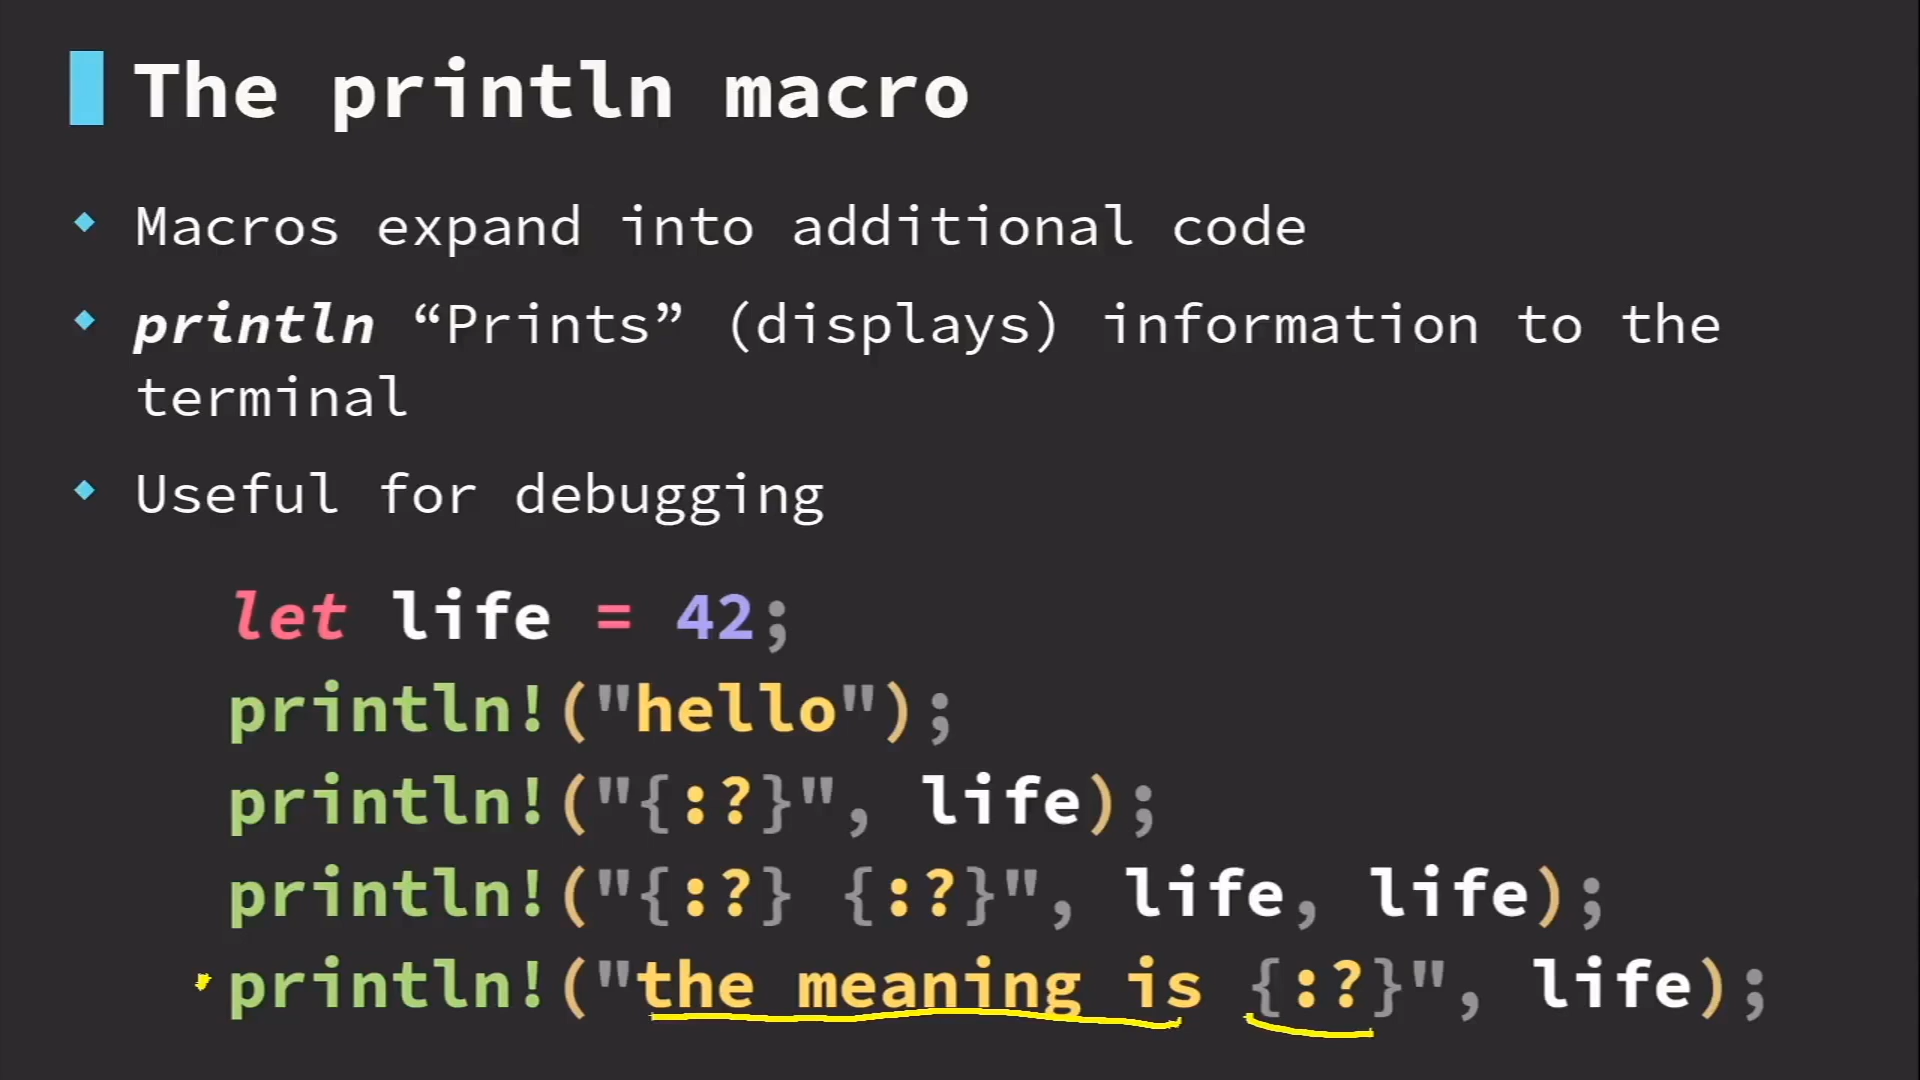 The println macro
Macros expand into additional code
println “Prints” (displays) information to the
terminal
Useful for debugging
let life = 42;
println!("hello");
println!("{:?}", life);
println!("{:?} {:?}", life, life);
println!("the meaning is {:?}", life);